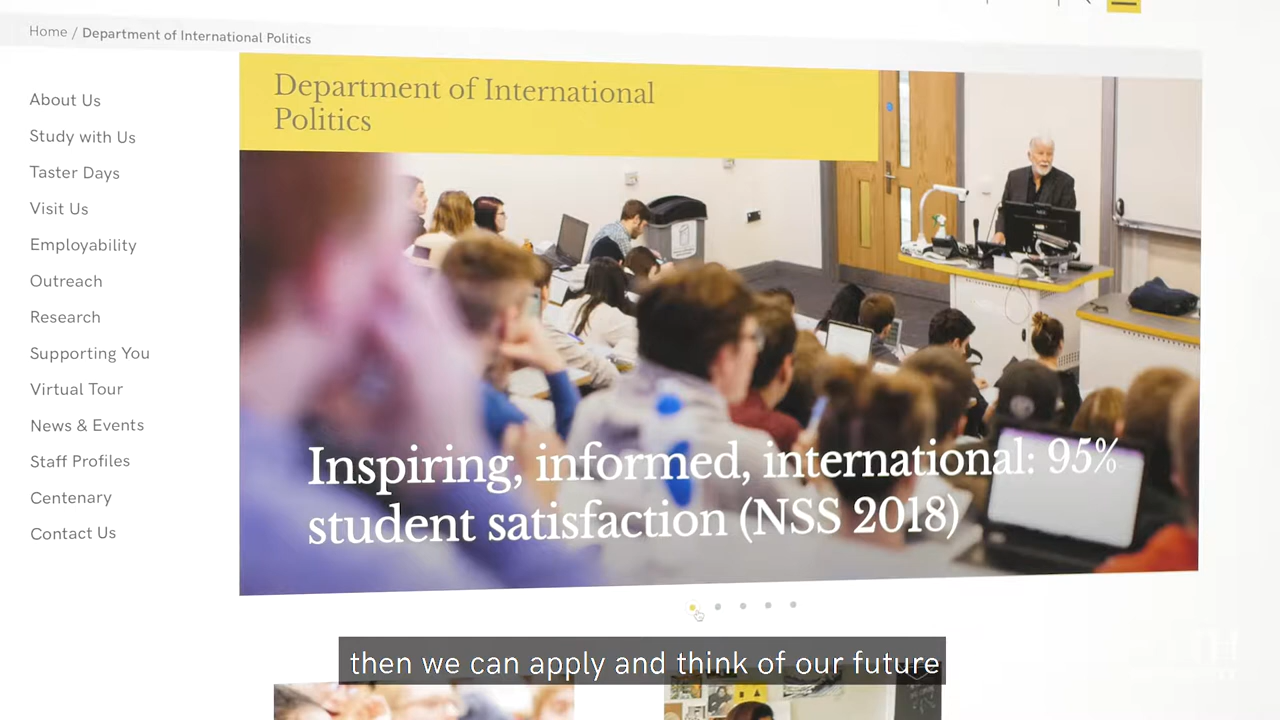 Home / Department of International Politics
About Us
Study with Us
Taster Days
Visit Us
Employability
Outreach
Research
Supporting You
Virtual Tour
News & Events
Staff Profiles
Centenary
Contact Us
Department of International
Politics
Inspiring, informed, international: 95%
student satisfaction (NSS 2018)
then we can apply and think of our future